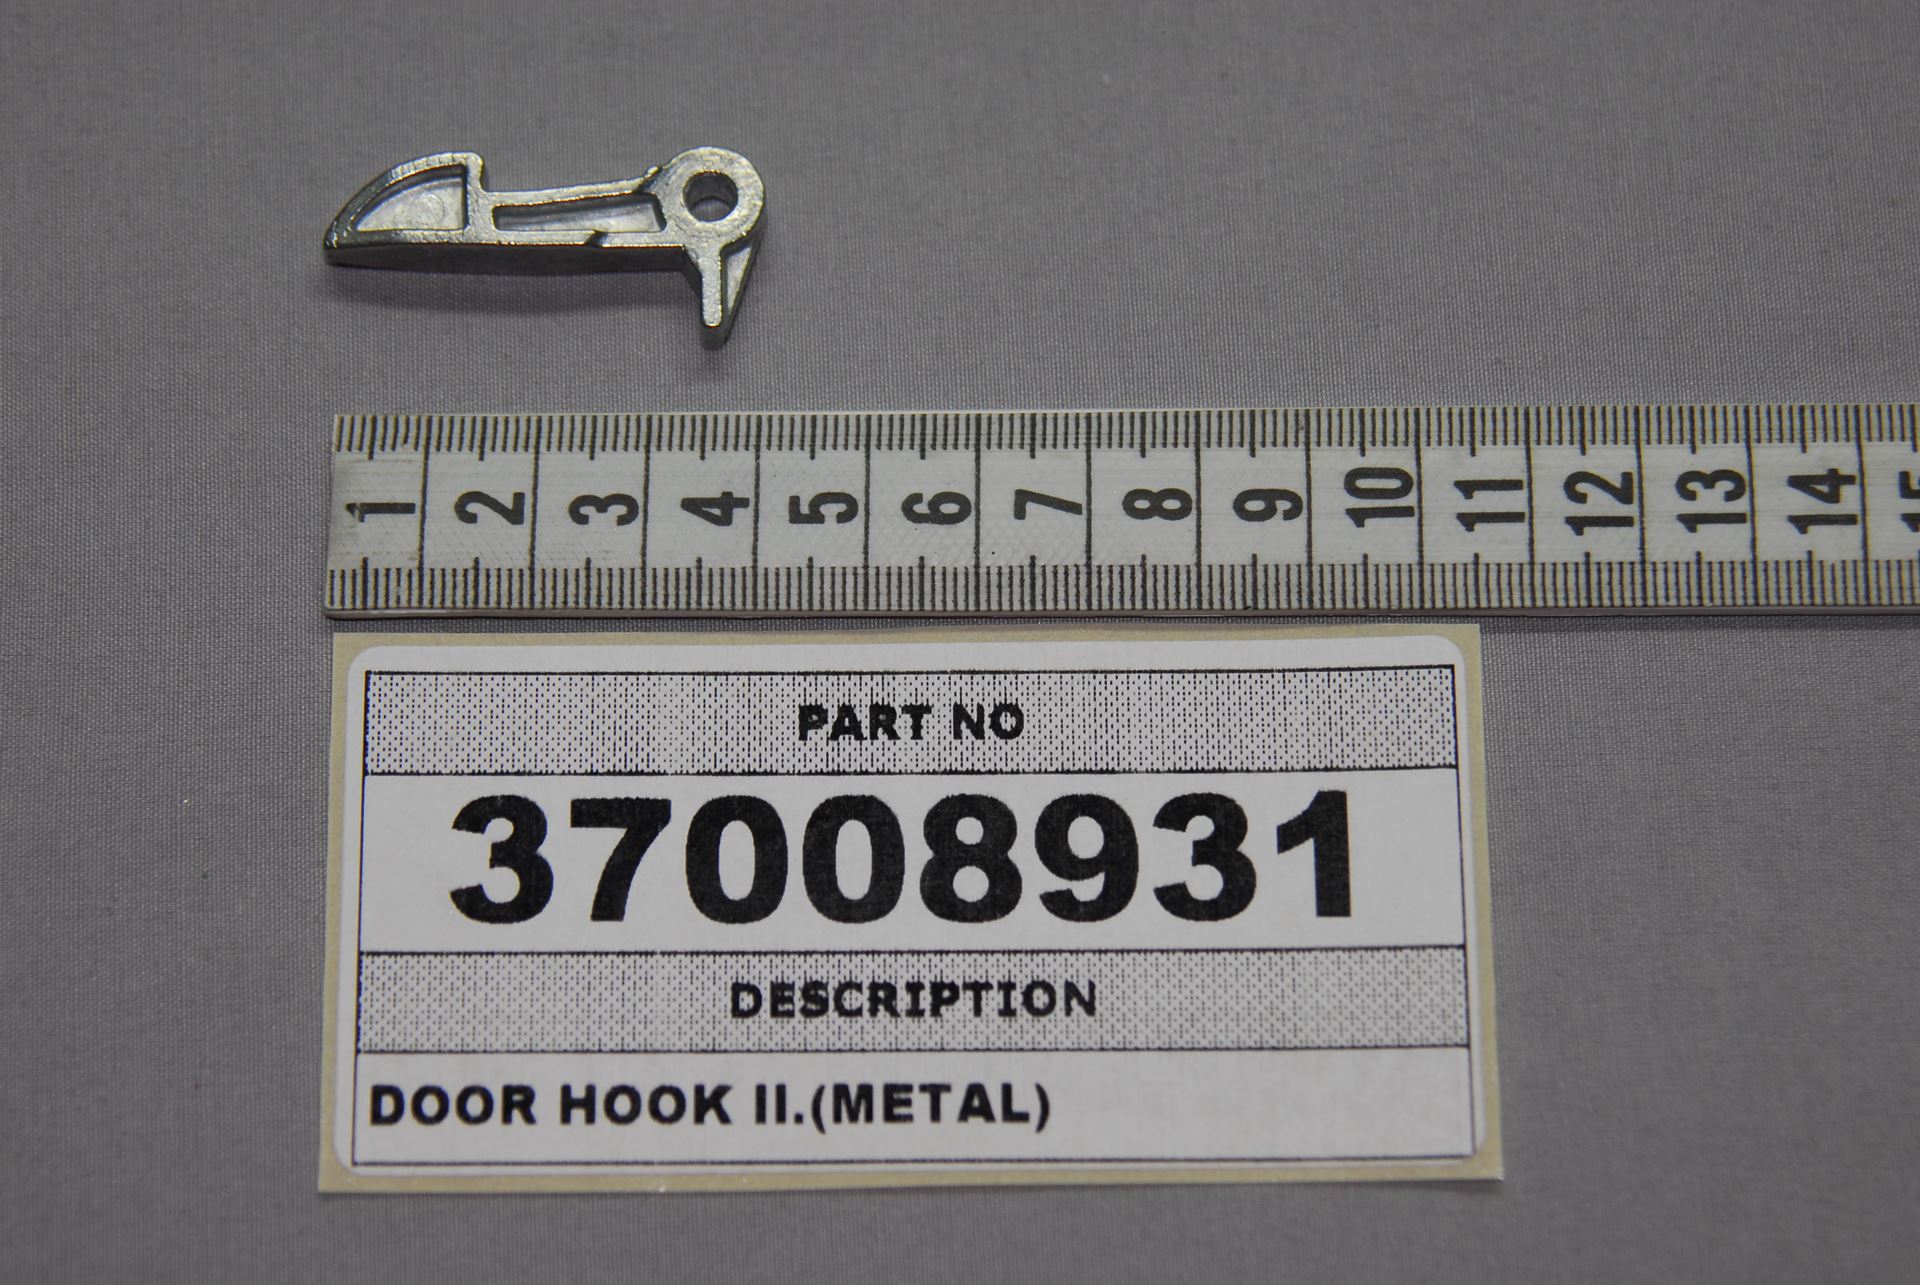 1 2 3 4 5 6 7 8 9 10 11 12 13 14 15
PART NO
37008931
DESCRIPTION
DOOR HOOK II.(METAL)